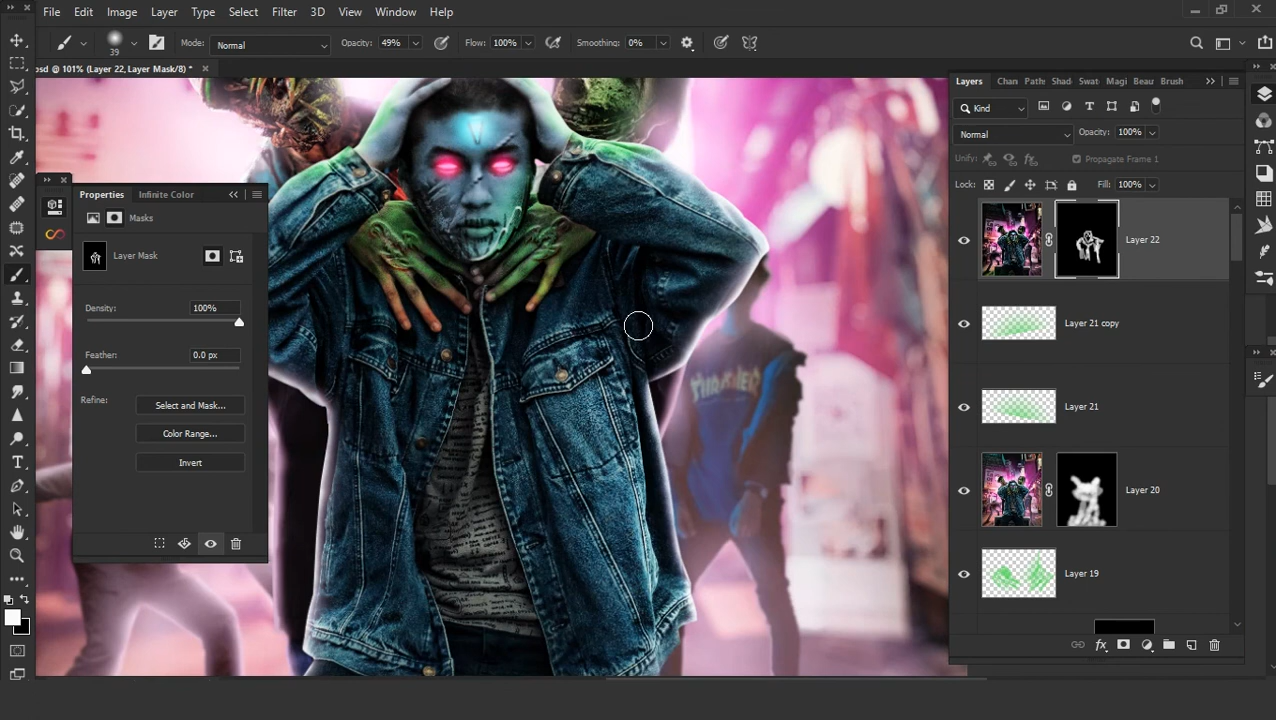 File Edit Image Layer Type Select Filter 3D View Window Help
39 Mode: Normal Opacity: 49% Flow: 100% Smoothing: 0%
psd @ 101% (Layer 22, Layer Mask/8) *
Layers Chan Paths Shad Swat Magi Beau Brush
Kind
Normal Opacity: 100%
Unify: Propagate Frame 1
Lock: Fill: 100%
Layer 22
Layer 21 copy
Layer 21
Layer 20
Layer 19
Properties Infinite Color
Masks
Layer Mask
Density: 100%
Feather: 0.0 px
Refine: Select and Mask...
Color Range...
Invert
THRASHER